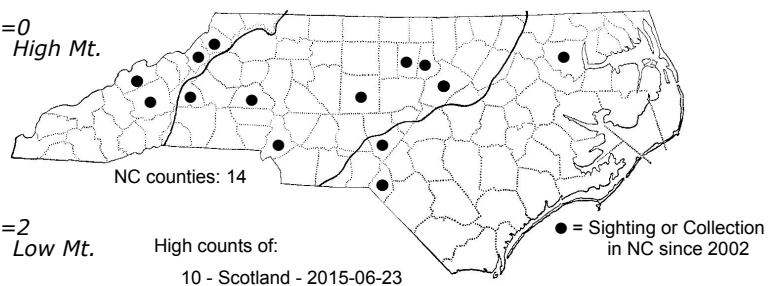 =0
High Mt.
NC counties: 14
=2
Low Mt.
High counts of:
10 - Scotland - 2015-06-23
● = Sighting or Collection
in NC since 2002